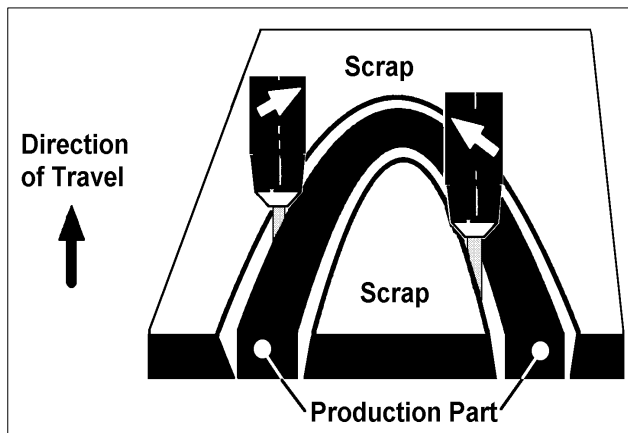 Scrap
Direction
of Travel
Scrap
Production Part